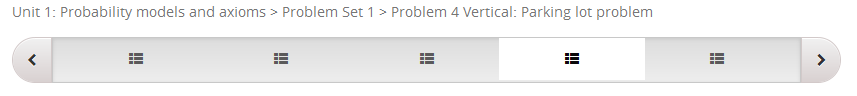 Unit 1: Probability models and axioms > Problem Set 1 > Problem 4 Vertical: Parking lot problem